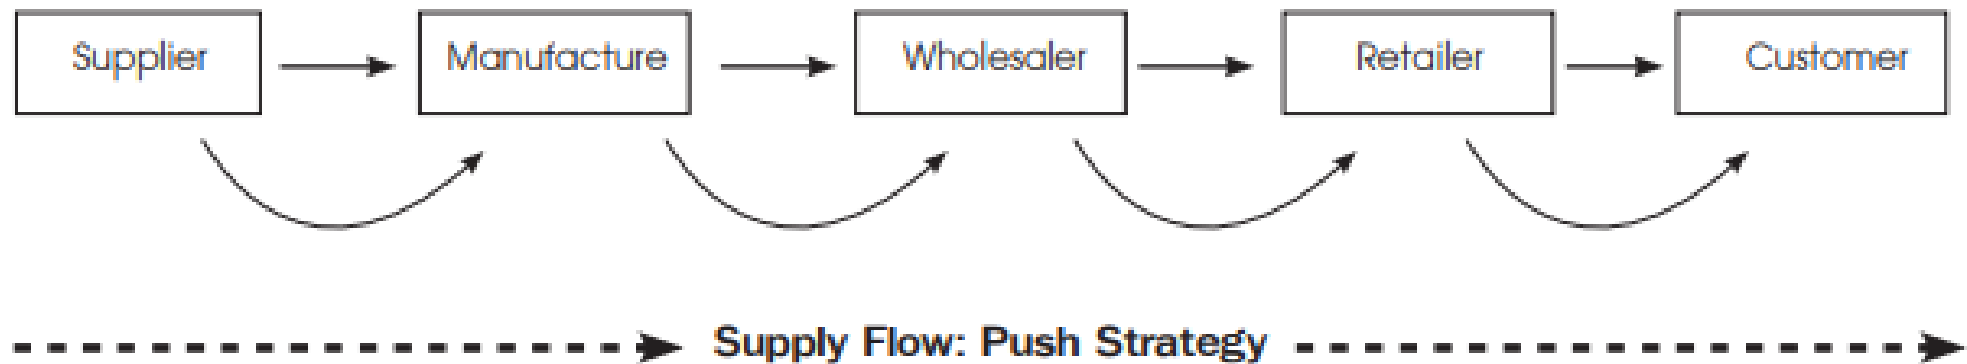 Supplier Manufacture Wholesaler Retailer Customer
Supply Flow: Push Strategy